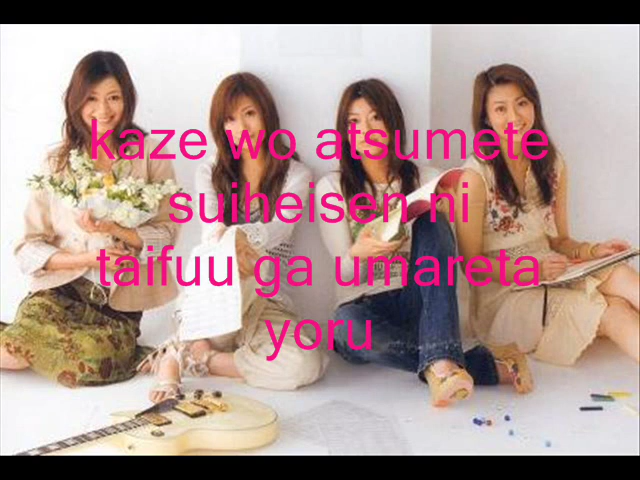 kaze wo atsumete
suiheisen ni
taifuu ga umareta
yoru